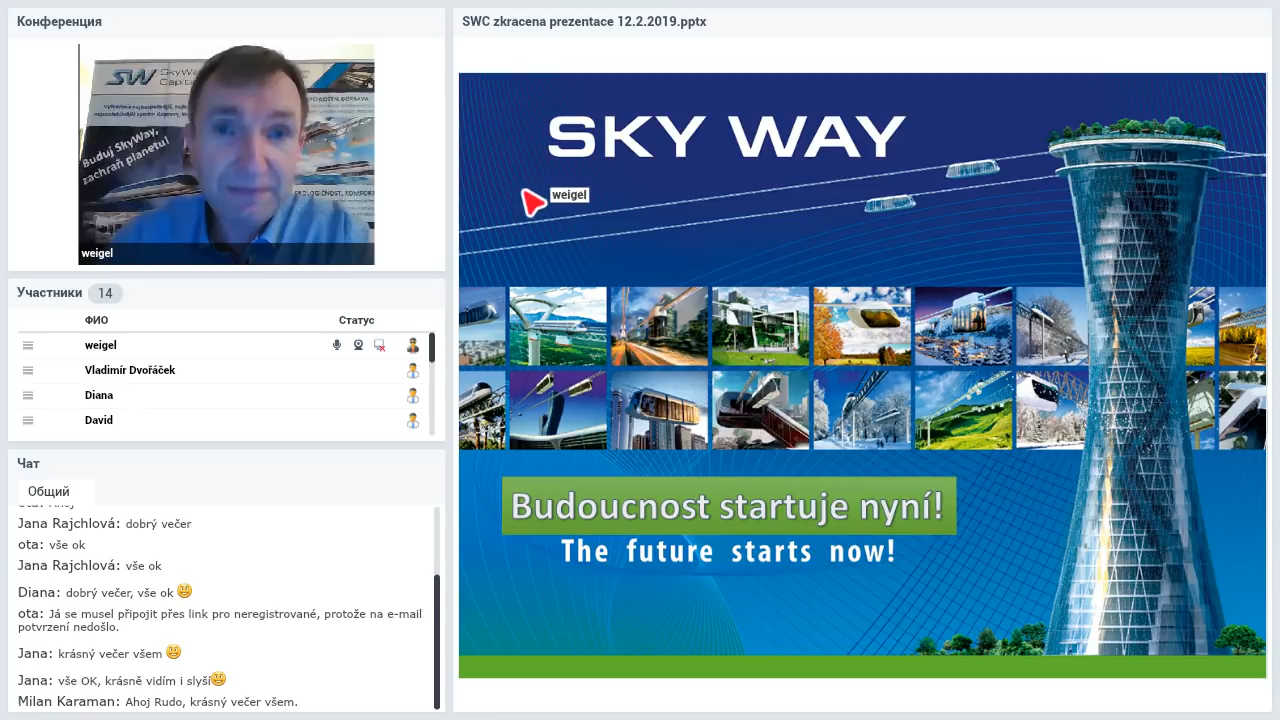 Конференция
SW SkyWay
Capital
Buduj SkyWay,
zachraň planetu!
weigel
Участники 14
ФИО Статус
weigel
Vladimír Dvořáček
Diana
David
Чат
Общий
Jana Rajchlová: dobrý večer
ota: vše ok
Jana Rajchlová: vše ok
Diana: dobrý večer, vše ok
ota: Já se musel připojit přes link pro neregistrované, protože na e-mail
potvrzení nedošlo.
Jana: krásný večer všem
Jana: vše OK, krásně vidím i slyší
Milan Karaman: Ahoj Rudo, krásný večer všem.
SWC zkracena prezentace 12.2.2019.pptx
SKY WAY
weigel
Budoucnost startuje nyní!
The future starts now!